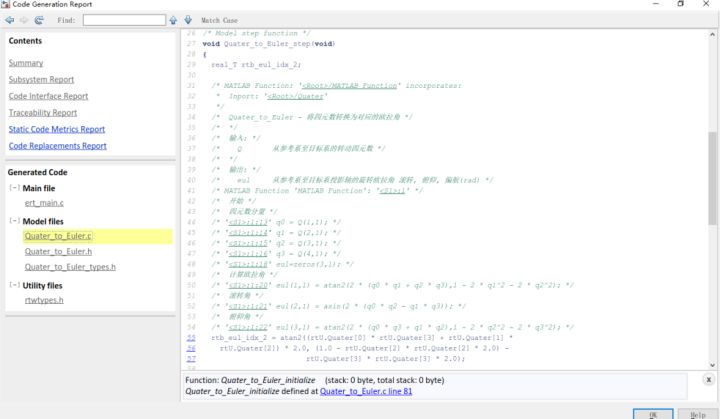 Code Generation Report
Find:
Match Case
Contents
Summary
Subsystem Report
Code Interface Report
Traceability Report
Static Code Metrics Report
Code Replacements Report
Generated Code
[-] Main file
ert_main.c
[-] Model files
Quater_to_Euler.c
Quater_to_Euler.h
Quater_to_Euler_types.h
[-] Utility files
rtwtypes.h
26 /* Model step function */
27 void Quater_to_Euler_step(void)
28 {
29 real_T rtb_eul_idx_2;
30
31 /* MATLAB Function: '<Root>/MATLAB Function' incorporates:
32 * Inport: '<Root>/Quater'
33 */
34 /* Quater_to_Euler - 将四元数转换为对应的欧拉角 */
35 /* */
36 /* 输入: */
37 /* Q 从参考系至目标系的转动四元数 */
38 /* */
39 /* 输出: */
40 /* eul 从参考系至目标系投影轴的旋转欧拉角 滚转, 俯仰, 偏航(rad) */
41 /* MATLAB Function 'MATLAB Function': '<S1>:1' */
42 /* 开始 */
43 /* 四元数分量 */
44 /* '<S1>:1:13' q0 = Q(1,1); */
45 /* '<S1>:1:14' q1 = Q(2,1); */
46 /* '<S1>:1:15' q2 = Q(3,1); */
47 /* '<S1>:1:16' q3 = Q(4,1); */
48 /* '<S1>:1:18' eul=zeros(3,1); */
49 /* 计算欧拉角 */
50 /* '<S1>:1:20' eul(1,1) = atan2(2 * (q0 * q1 + q2 * q3),1 - 2 * q1^2 - 2 * q2^2); */
51 /* 滚转角 */
52 /* '<S1>:1:21' eul(2,1) = asin(2 * (q0 * q2 - q1 * q3)); */
53 /* 俯仰角 */
54 /* '<S1>:1:22' eul(3,1) = atan2(2 * (q0 * q3 + q1 * q2),1 - 2 * q2^2 - 2 * q3^2); */
55 rtb_eul_idx_2 = atan2((rtU.Quater[0] * rtU.Quater[3] + rtU.Quater[1] *
56 rtU.Quater[2]) * 2.0, (1.0 - rtU.Quater[2] * rtU.Quater[2] * 2.0) -
57 rtU.Quater[3] * rtU.Quater[3] * 2.0);
58
Function: Quater_to_Euler_initialize (stack: 0 byte, total stack: 0 byte)
Quater_to_Euler_initialize defined at Quater_to_Euler.c line 81
OK
Help